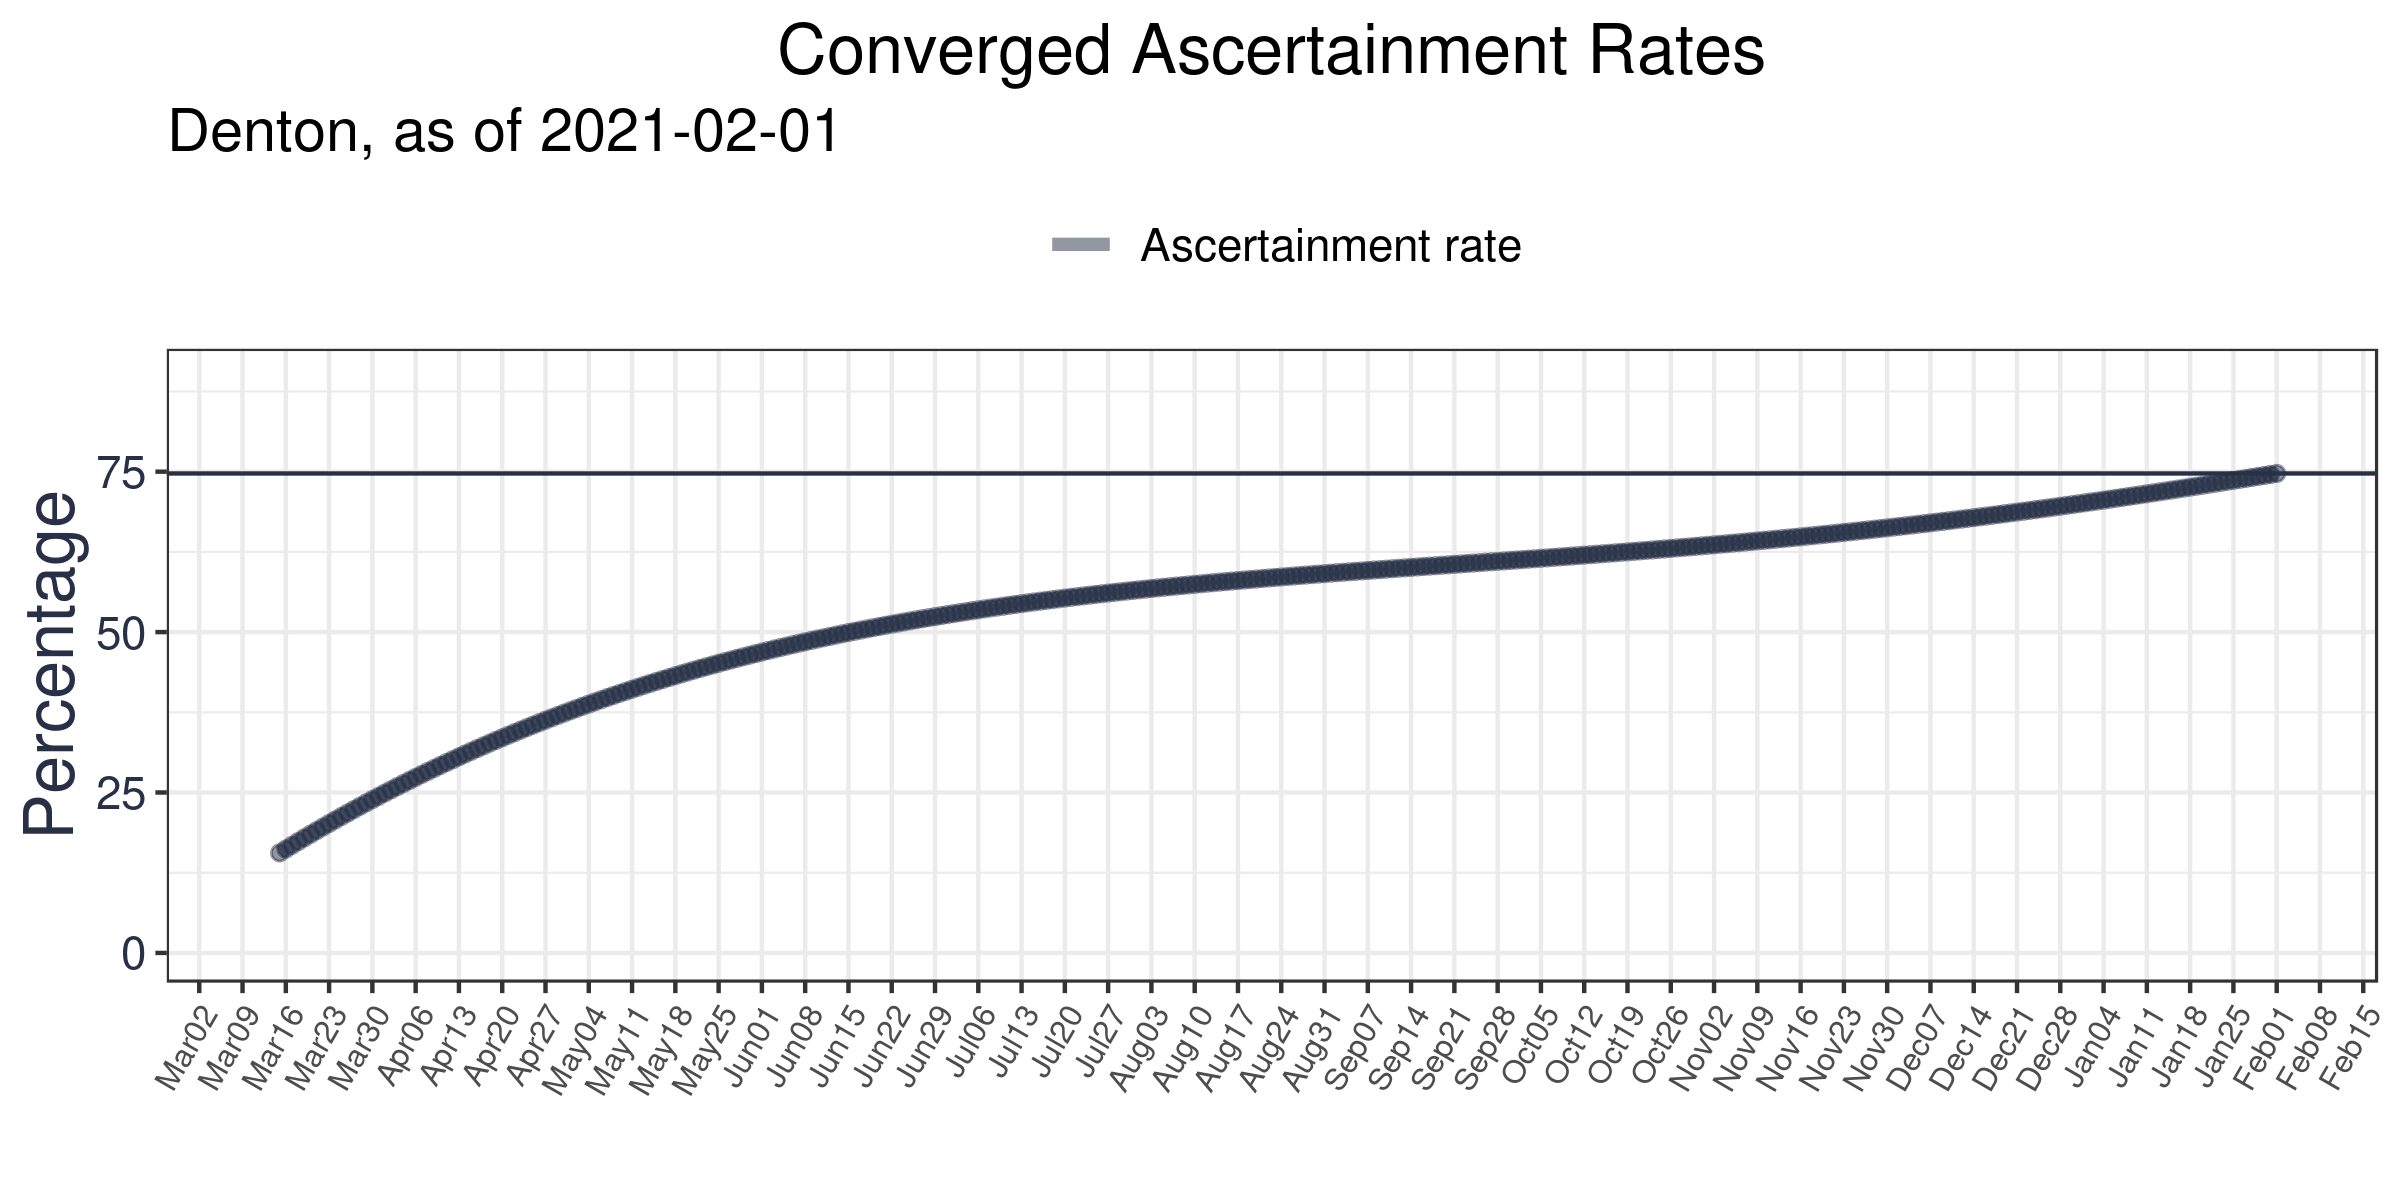 Converged Ascertainment Rates
Denton, as of 2021-02-01
Ascertainment rate
Percentage
75
50
25
0
Mar02 Mar09 Mar16 Mar23 Mar30 Apr06 Apr13 Apr20 Apr27 May04 May11 May18 May25 Jun01 Jun08 Jun15 Jun22 Jun29 Jul06 Jul13 Jul20 Jul27 Aug03 Aug10 Aug17 Aug24 Aug31 Sep07 Sep14 Sep21 Sep28 Oct05 Oct12 Oct19 Oct26 Nov02 Nov09 Nov16 Nov23 Nov30 Dec07 Dec14 Dec21 Dec28 Jan04 Jan11 Jan18 Jan25 Feb01 Feb08 Feb15